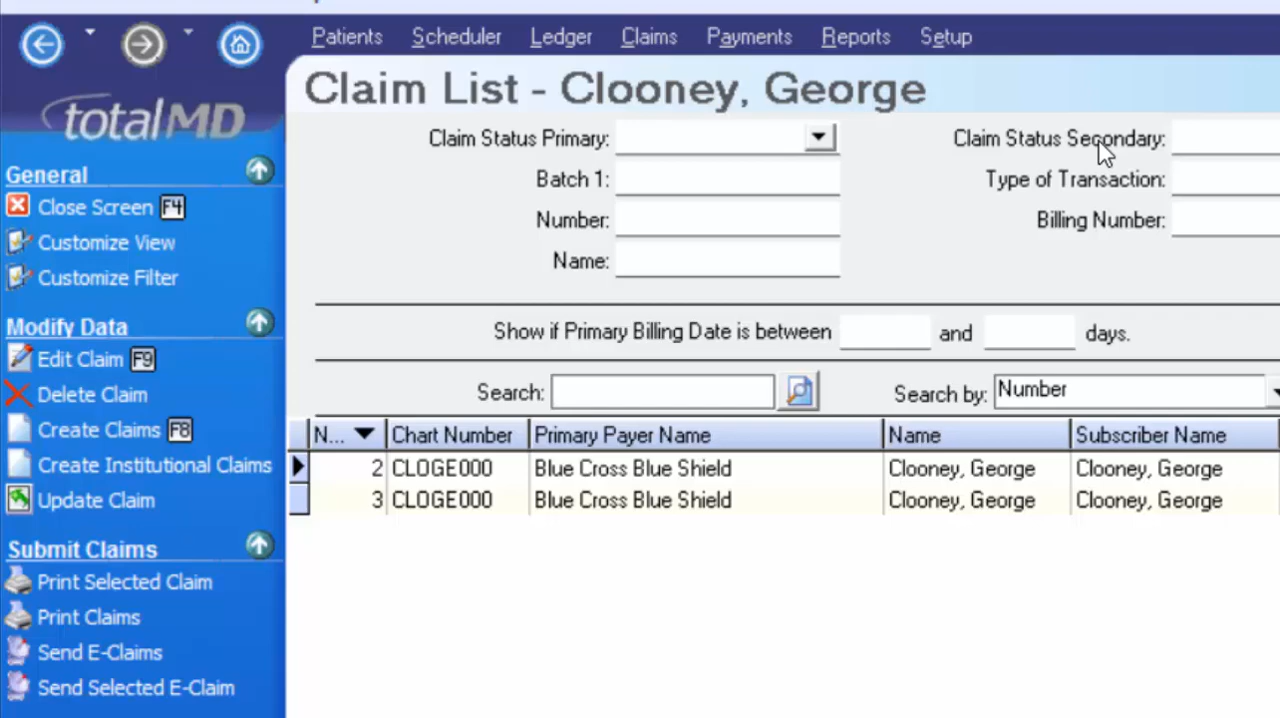 Patients Scheduler Ledger Claims Payments Reports Setup
totalMD
Claim List - Clooney, George
General
Close Screen F4
Customize View
Customize Filter
Modify Data
Edit Claim F9
Delete Claim
Create Claims F8
Create Institutional Claims
Update Claim
Submit Claims
Print Selected Claim
Print Claims
Send E-Claims
Send Selected E-Claim
Claim Status Primary: Claim Status Secondary:
Batch 1: Type of Transaction:
Number: Billing Number:
Name:
Show if Primary Billing Date is between and days.
Search: Search by: Number
N... Chart Number Primary Payer Name Name Subscriber Name
2 CLOGE000 Blue Cross Blue Shield Clooney, George Clooney, George
3 CLOGE000 Blue Cross Blue Shield Clooney, George Clooney, George